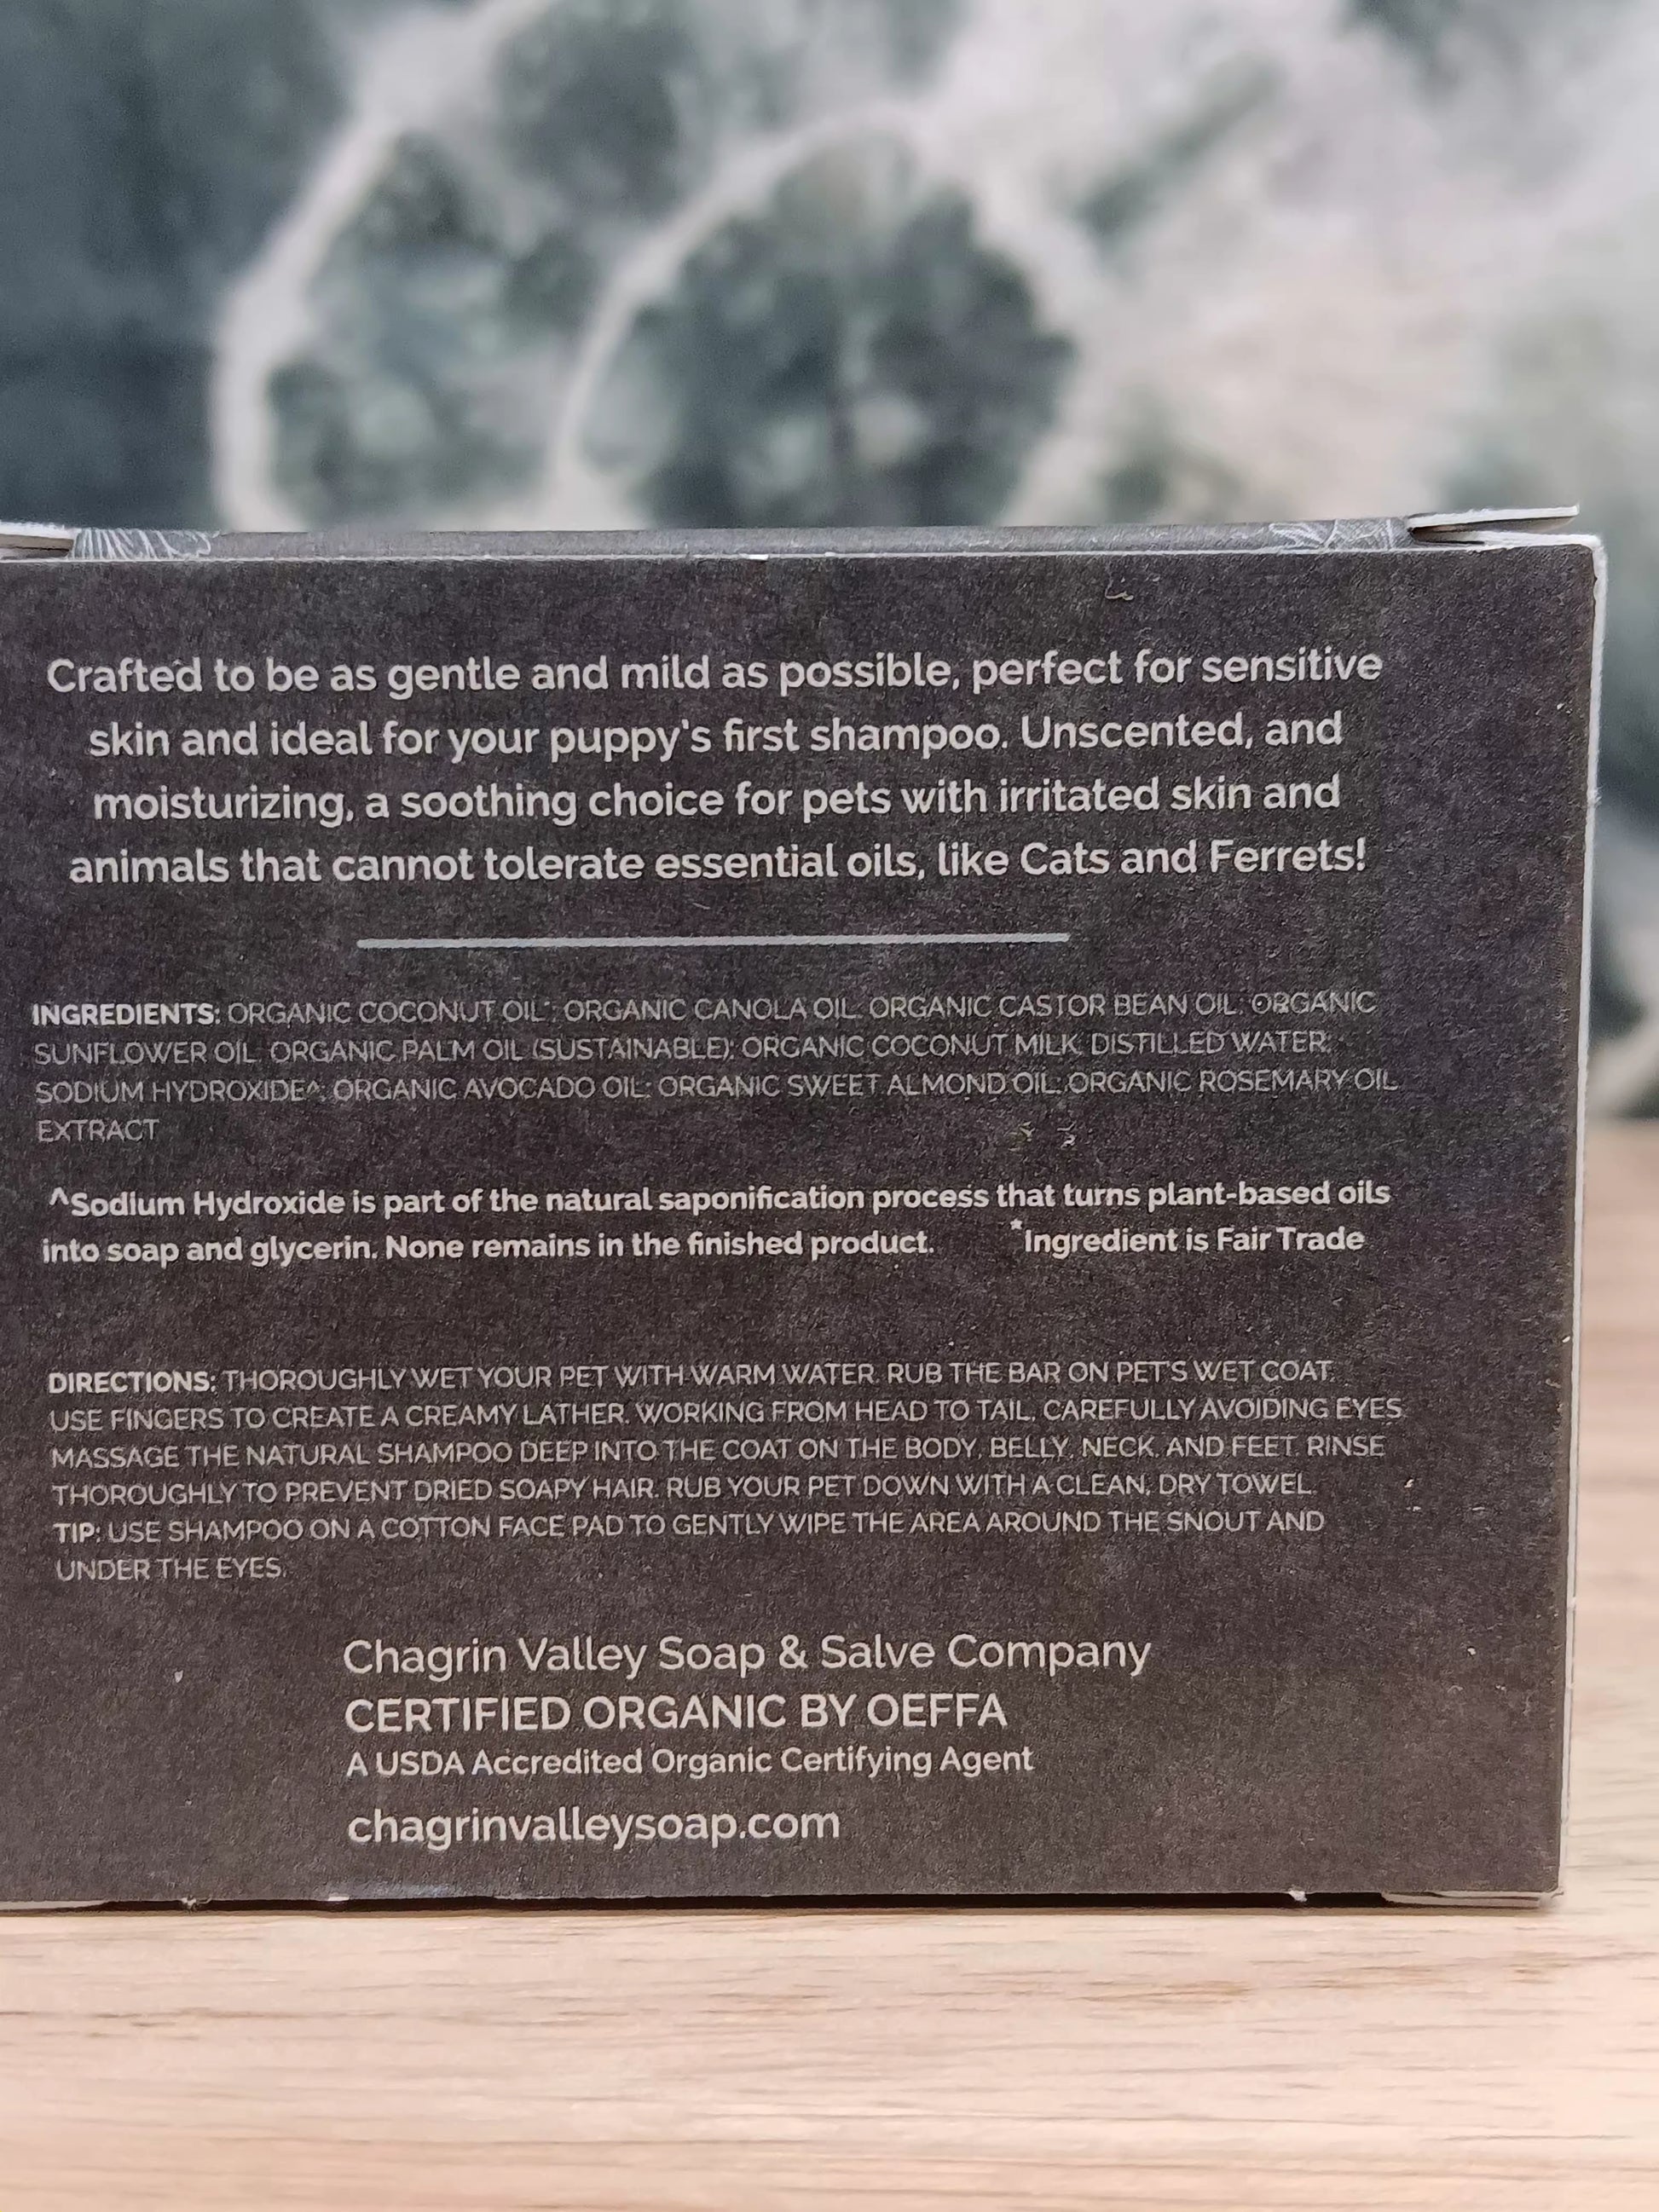 Crafted to be as gentle and mild as possible, perfect for sensitive
skin and ideal for your puppy's first shampoo. Unscented, and
moisturizing, a soothing choice for pets with irritated skin and
animals that cannot tolerate essential oils, like Cats and Ferrets!
INGREDIENTS: ORGANIC COCONUT OIL*; ORGANIC CANOLA OIL; ORGANIC CASTOR BEAN OIL; ORGANIC
SUNFLOWER OIL; ORGANIC PALM OIL (SUSTAINABLE); ORGANIC COCONUT MILK; DISTILLED WATER;
SODIUM HYDROXIDE^; ORGANIC AVOCADO OIL; ORGANIC SWEET ALMOND OIL; ORGANIC ROSEMARY OIL
EXTRACT
^Sodium Hydroxide is part of the natural saponification process that turns plant-based oils
into soap and glycerin. None remains in the finished product. *Ingredient is Fair Trade
DIRECTIONS: THOROUGHLY WET YOUR PET WITH WARM WATER. RUB THE BAR ON PET'S WET COAT.
USE FINGERS TO CREATE A CREAMY LATHER, WORKING FROM HEAD TO TAIL, CAREFULLY AVOIDING EYES.
MASSAGE THE NATURAL SHAMPOO DEEP INTO THE COAT ON THE BODY, BELLY, NECK, AND FEET. RINSE
THOROUGHLY TO PREVENT DRIED SOAPY HAIR. RUB YOUR PET DOWN WITH A CLEAN, DRY TOWEL.
TIP: USE SHAMPOO ON A COTTON FACE PAD TO GENTLY WIPE THE AREA AROUND THE SNOUT AND
UNDER THE EYES.
Chagrin Valley Soap & Salve Company
CERTIFIED ORGANIC BY OEFFA
A USDA Accredited Organic Certifying Agent
chagrinvalleysoap.com